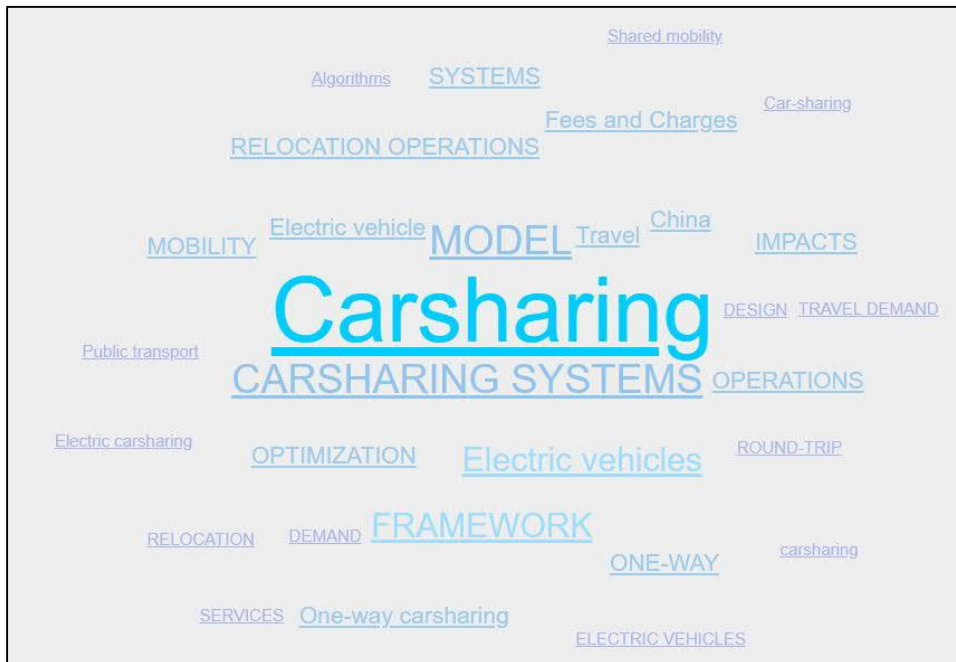 Shared mobility
Algorithms SYSTEMS
Car-sharing
Fees and Charges
RELOCATION OPERATIONS
China
Electric vehicle MODEL Travel
MOBILITY IMPACTS
Carsharing DESIGN TRAVEL DEMAND
Public transport
CARSHARING SYSTEMS OPERATIONS
Electric carsharing
OPTIMIZATION Electric vehicles ROUND-TRIP
RELOCATION DEMAND FRAMEWORK
ONE-WAY carsharing
SERVICES One-way carsharing
ELECTRIC VEHICLES